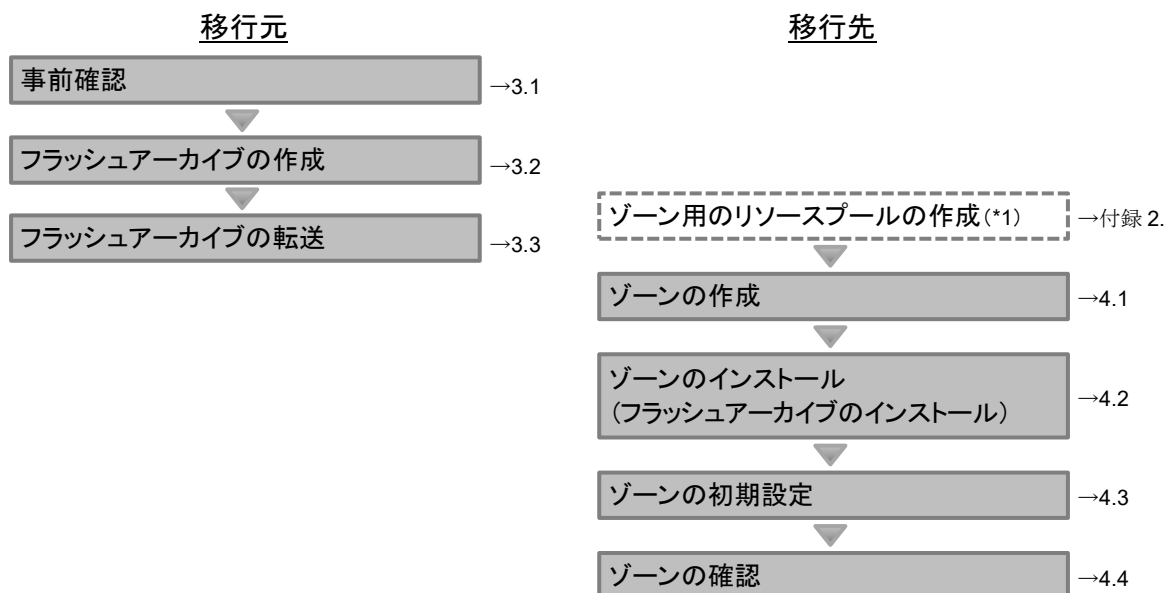 移行元
事前確認 →3.1
フラッシュアーカイブの作成 →3.2
フラッシュアーカイブの転送 →3.3
移行先
ゾーン用のリソースプールの作成(*1) →付録 2.
ゾーンの作成 →4.1
ゾーンのインストール
(フラッシュアーカイブのインストール) →4.2
ゾーンの初期設定 →4.3
ゾーンの確認 →4.4